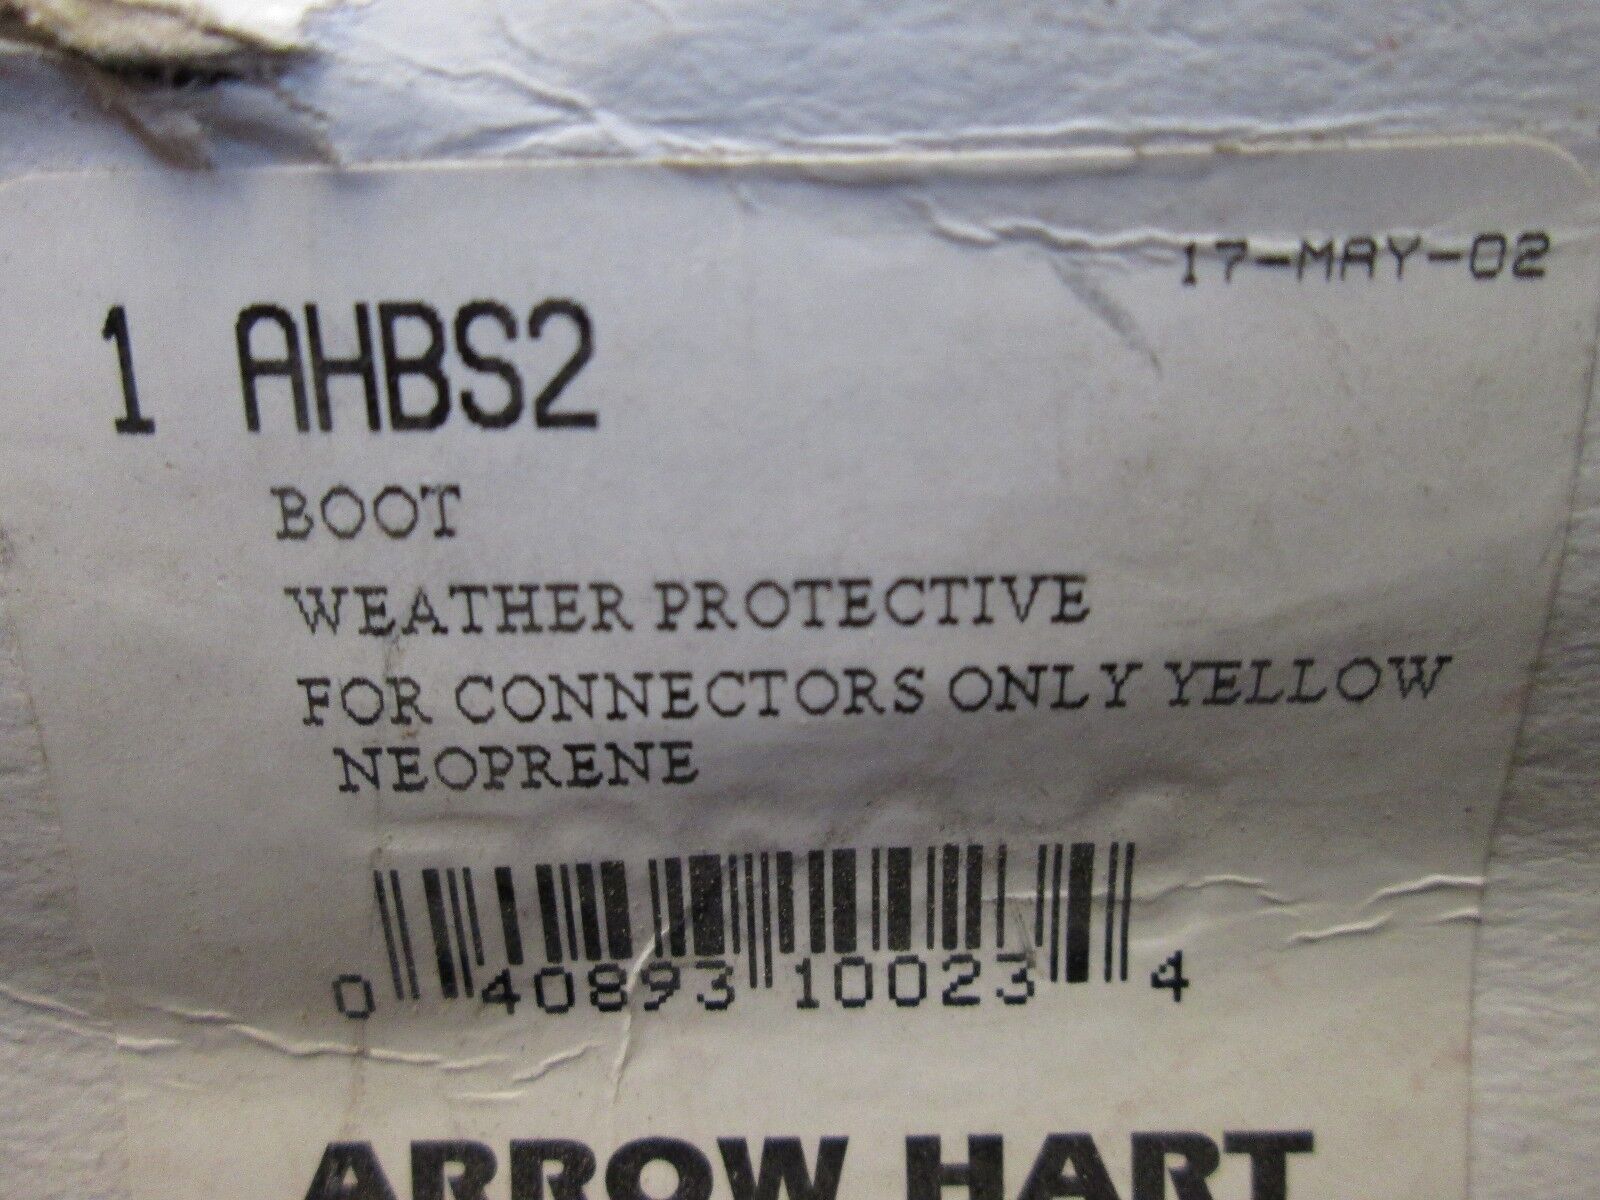 17-MAY-02
1 AHBS2
BOOT
WEATHER PROTECTIVE
FOR CONNECTORS ONLY YELLOW
NEOPRENE
0 40893 10023 4
ARROW HART